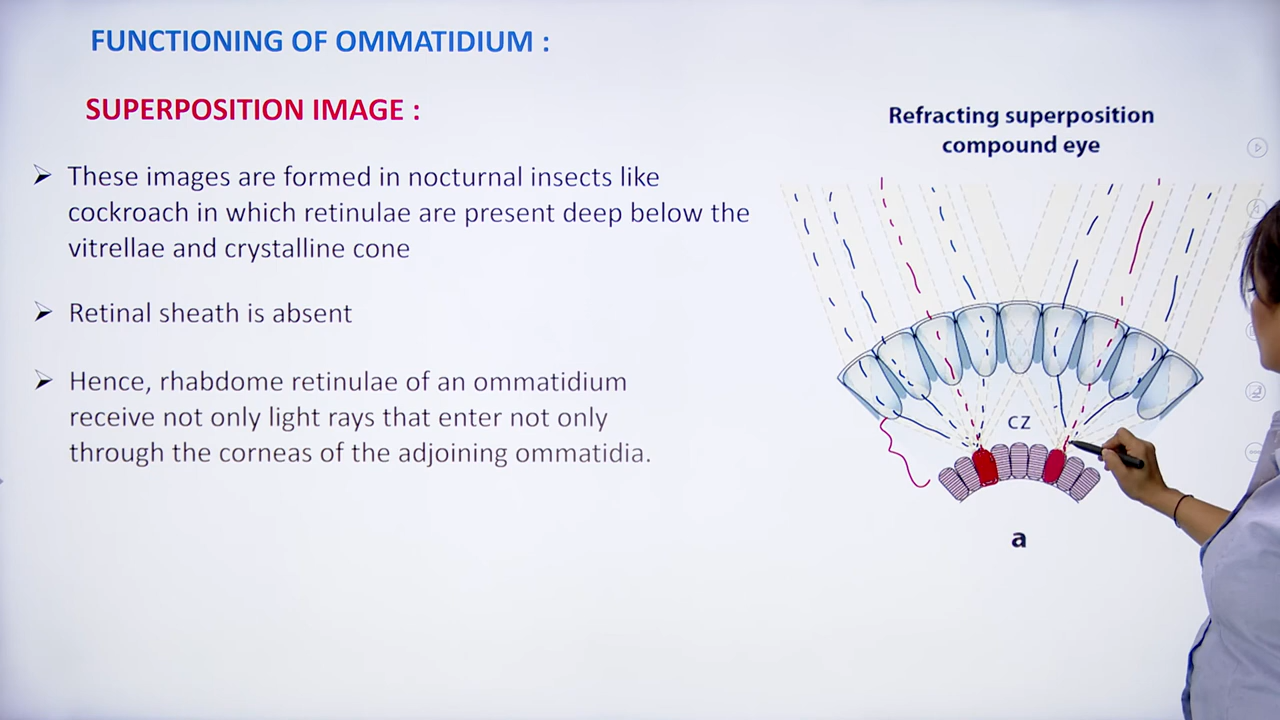 FUNCTIONING OF OMMATIDIUM :
SUPERPOSITION IMAGE :
These images are formed in nocturnal insects like
cockroach in which retinulae are present deep below the
vitrellae and crystalline cone
Retinal sheath is absent
Hence, rhabdome retinulae of an ommatidium
receive not only light rays that enter not only
through the corneas of the adjoining ommatidia.
Refracting superposition
compound eye
CZ
a